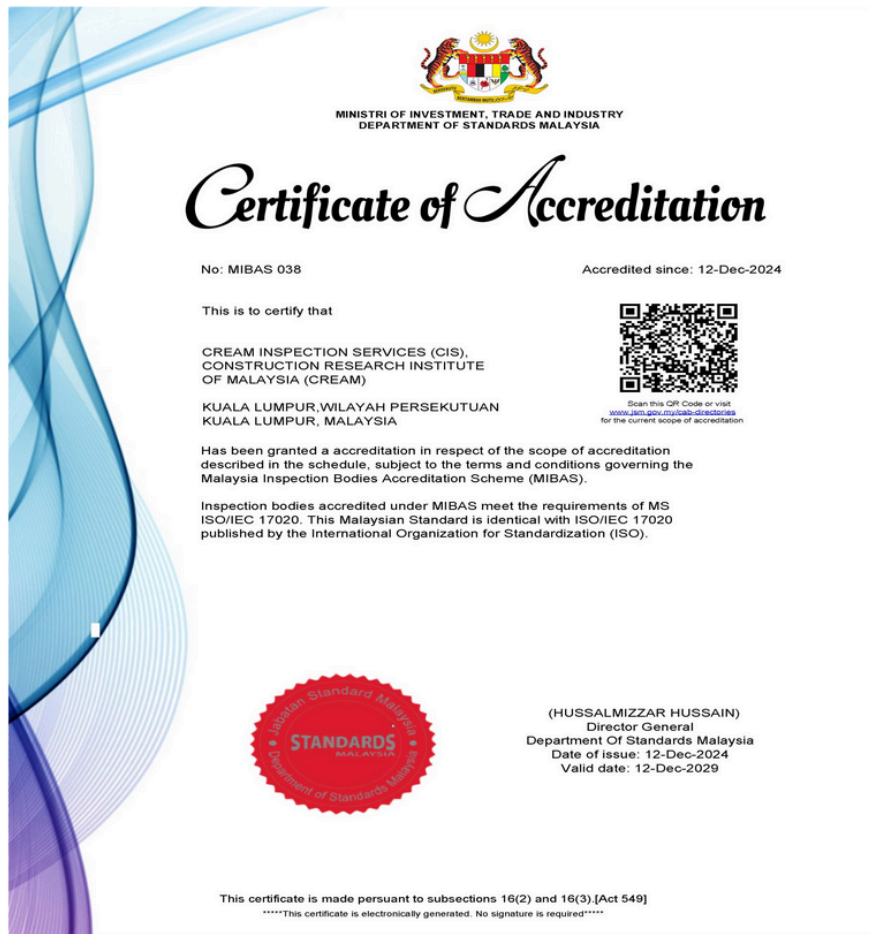 MINISTRI OF INVESTMENT, TRADE AND INDUSTRY
DEPARTMENT OF STANDARDS MALAYSIA
Certificate of Accreditation
No: MIBAS 038
Accredited since: 12-Dec-2024
This is to certify that
CREAM INSPECTION SERVICES (CIS),
CONSTRUCTION RESEARCH INSTITUTE
OF MALAYSIA (CREAM)
KUALA LUMPUR,WILAYAH PERSEKUTUAN
KUALA LUMPUR, MALAYSIA
Scan this QR Code or visit
www.jsm.gov.my/cab-directories
for the current scope of accreditation
Has been granted a accreditation in respect of the scope of accreditation
described in the schedule, subject to the terms and conditions governing the
Malaysia Inspection Bodies Accreditation Scheme (MIBAS).
Inspection bodies accredited under MIBAS meet the requirements of MS
ISO/IEC 17020. This Malaysian Standard is identical with ISO/IEC 17020
published by the International Organization for Standardization (ISO).
Jabatan Standard Malaysia
STANDARDS
MALAYSIA
Department of Standards Malaysia
(HUSSALMIZZAR HUSSAIN)
Director General
Department Of Standards Malaysia
Date of issue: 12-Dec-2024
Valid date: 12-Dec-2029
This certificate is made persuant to subsections 16(2) and 16(3).[Act 549]
*****This certificate is electronically generated. No signature is required*****